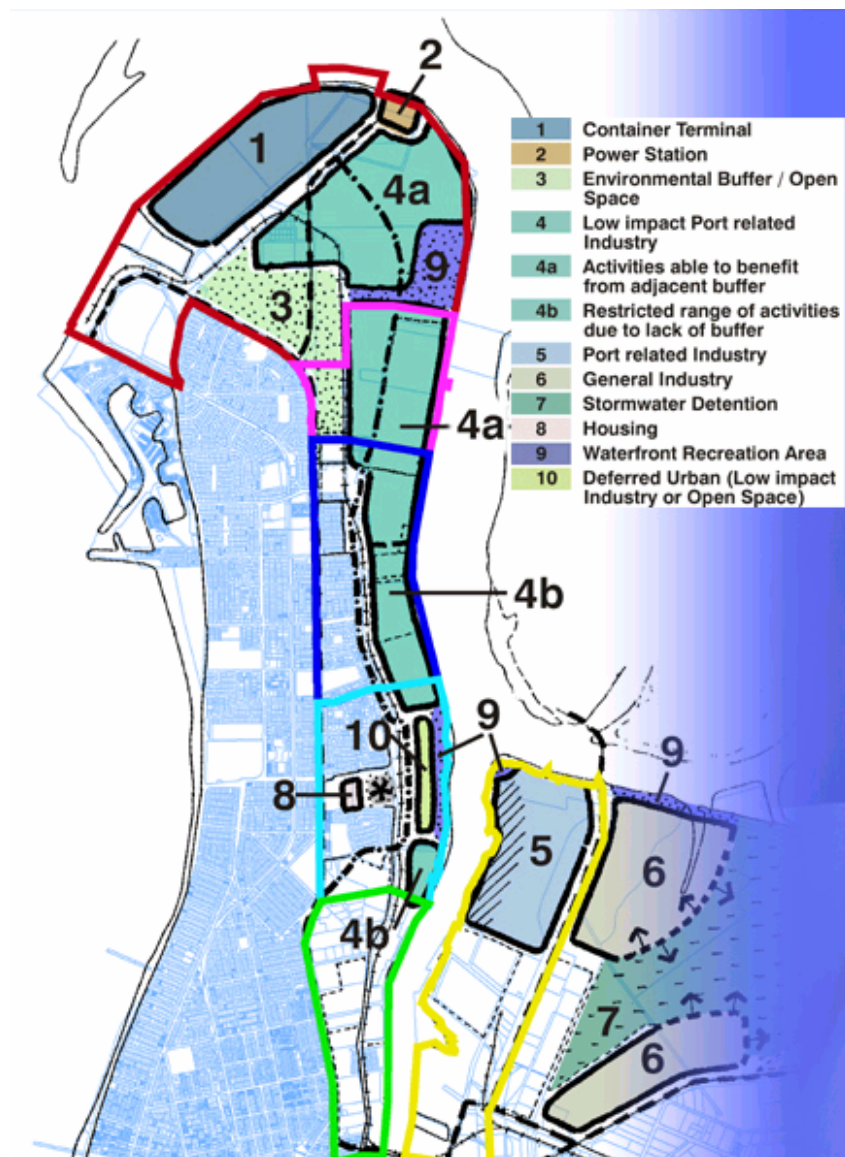 2
1
4a
9
3
4a
4b
9
10
8
5
9
6
4b
7
6
1 Container Terminal
2 Power Station
3 Environmental Buffer / Open
Space
4 Low impact Port related
Industry
4a Activities able to benefit
from adjacent buffer
4b Restricted range of activities
due to lack of buffer
5 Port related Industry
6 General Industry
7 Stormwater Detention
8 Housing
9 Waterfront Recreation Area
10 Deferred Urban (Low impact
Industry or Open Space)